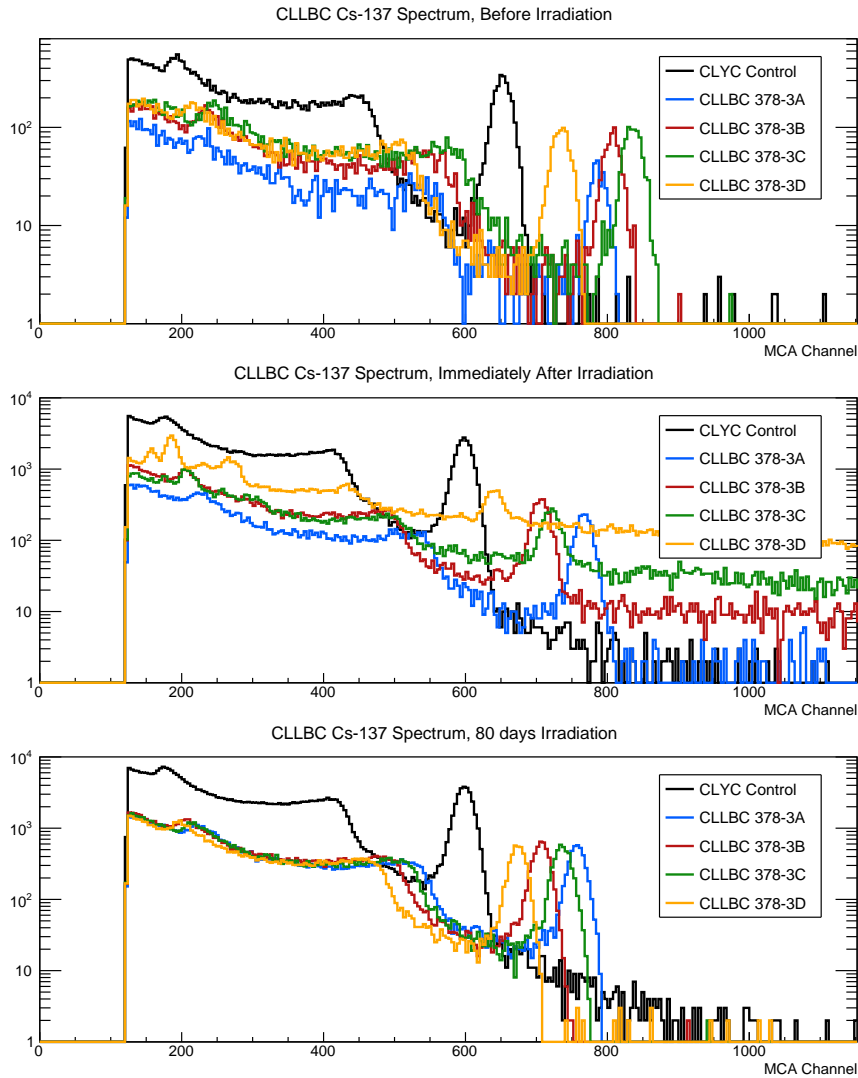 CLLBC Cs-137 Spectrum, Before Irradiation
10²
10
1
CLYC Control
CLLBC 378-3A
CLLBC 378-3B
CLLBC 378-3C
CLLBC 378-3D
0 200 400 600 800 1000
MCA Channel
CLLBC Cs-137 Spectrum, Immediately After Irradiation
10⁴
10³
10²
10
1
CLYC Control
CLLBC 378-3A
CLLBC 378-3B
CLLBC 378-3C
CLLBC 378-3D
0 200 400 600 800 1000
MCA Channel
CLLBC Cs-137 Spectrum, 80 days Irradiation
10⁴
10³
10²
10
1
CLYC Control
CLLBC 378-3A
CLLBC 378-3B
CLLBC 378-3C
CLLBC 378-3D
0 200 400 600 800 1000
MCA Channel